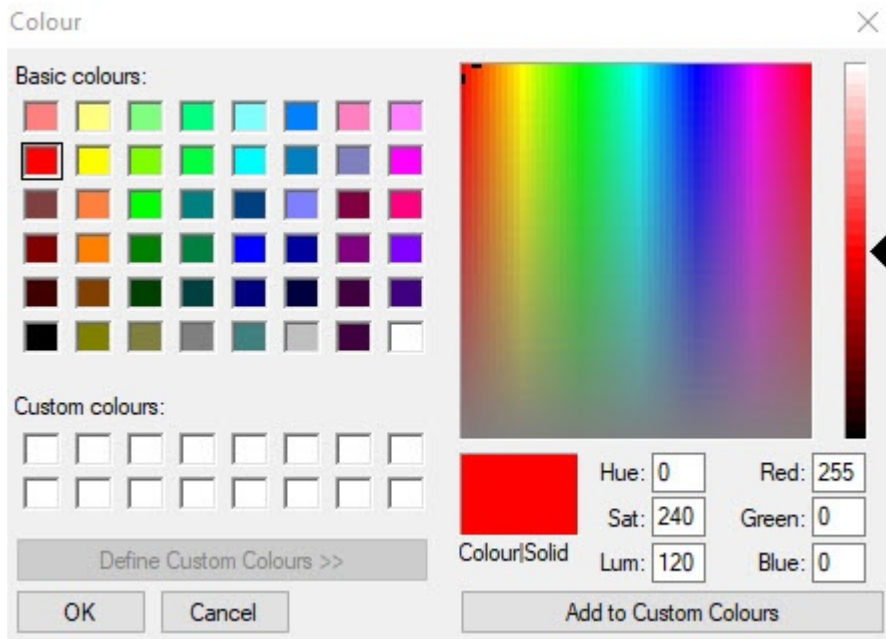 Colour
Basic colours:
Custom colours:
Define Custom Colours >>
OK Cancel
Colour|Solid
Hue: 0 Red: 255
Sat: 240 Green: 0
Lum: 120 Blue: 0
Add to Custom Colours